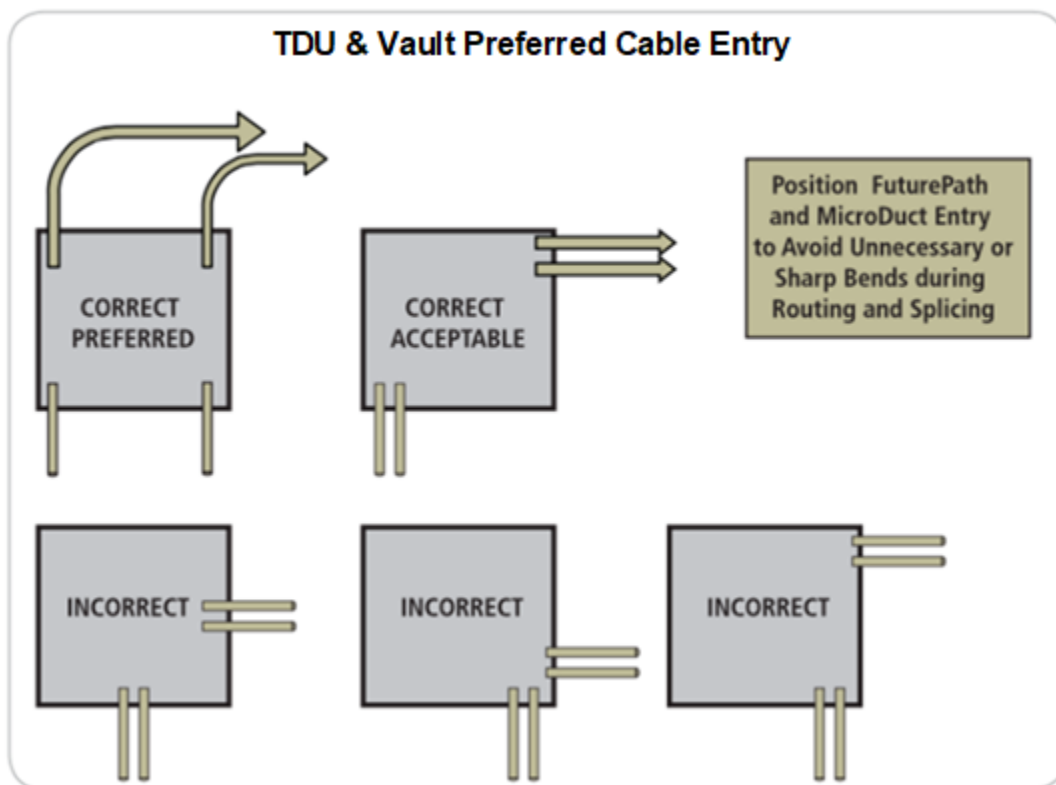 TDU & Vault Preferred Cable Entry
CORRECT
PREFERRED
CORRECT
ACCEPTABLE
Position FuturePath
and MicroDuct Entry
to Avoid Unnecessary or
Sharp Bends during
Routing and Splicing
INCORRECT
INCORRECT
INCORRECT